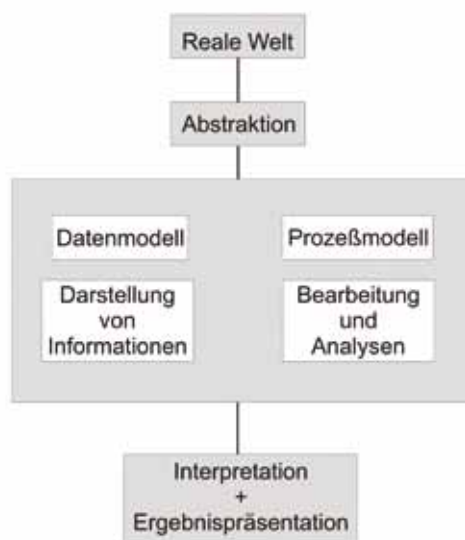 Reale Welt
Abstraktion
Datenmodell
Darstellung
von
Informationen
Prozeßmodell
Bearbeitung
und
Analysen
Interpretation
+
Ergebnispräsentation